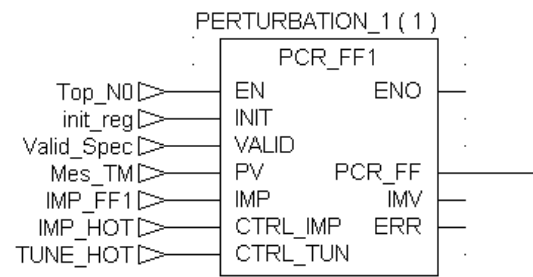 PERTURBATION_1 ( 1 )
PCR_FF1
Top_N0 EN ENO
init_reg INIT
Valid_Spec VALID
Mes_TM PV PCR_FF
IMP_FF1 IMP IMV
IMP_HOT CTRL_IMP ERR
TUNE_HOT CTRL_TUN